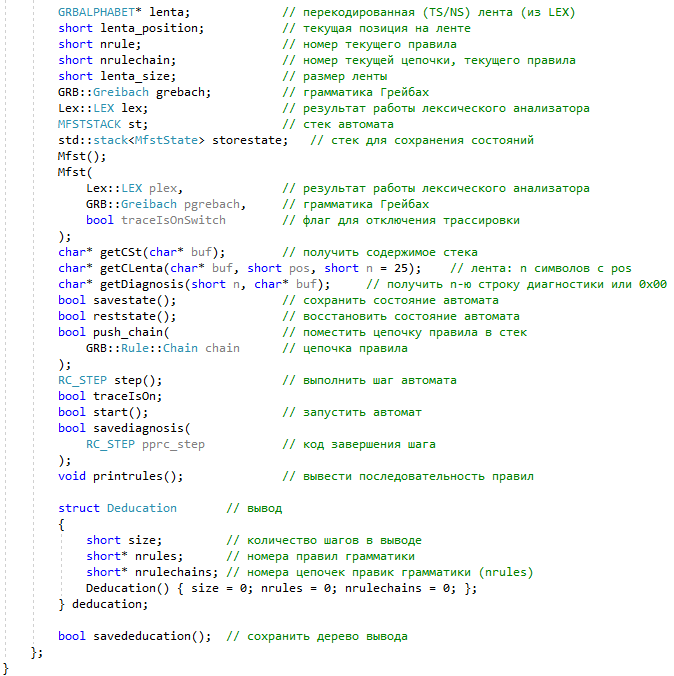 GRBALPHABET* lenta;             // перекодированная (TS/NS) лента (из LEX)
short lenta_position;           // текущая позиция на ленте
short nrule;                    // номер текущего правила
short nrulechain;               // номер текущей цепочки, текущего правила
short lenta_size;               // размер ленты
GRB::Greibach grebach;          // грамматика Грейбах
Lex::LEX lex;                   // результат работы лексического анализатора
MFSTSTACK st;                   // стек автомата
std::stack<MfstState> storestate;   // стек для сохранения состояний
Mfst();
Mfst(
    Lex::LEX plex,              // результат работы лексического анализатора
    GRB::Greibach pgrebach,     // грамматика Грейбах
    bool traceIsOnSwitch        // флаг для отключения трассировки
);
char* getCSt(char* buf);        // получить содержимое стека
char* getCLenta(char* buf, short pos, short n = 25);    // лента: n символов с pos
char* getDiagnosis(short n, char* buf);     // получить n-ю строку диагностики или 0x00
bool savestate();               // сохранить состояние автомата
bool reststate();               // восстановить состояние автомата
bool push_chain(                // поместить цепочку правила в стек
    GRB::Rule::Chain chain      // цепочка правила
);
RC_STEP step();                 // выполнить шаг автомата
bool traceIsOn;
bool start();                   // запустить автомат
bool savediagnosis(
    RC_STEP pprc_step           // код завершения шага
);
void printrules();              // вывести последовательность правил
struct Deducation       // вывод
{
    short size;         // количество шагов в выводе
    short* nrules;      // номера правил грамматики
    short* nrulechains; // номера цепочек правик грамматики (nrules)
    Deducation() { size = 0; nrules = 0; nrulechains = 0; };
} deducation;
bool savededucation();  // сохранить дерево вывода
};
}